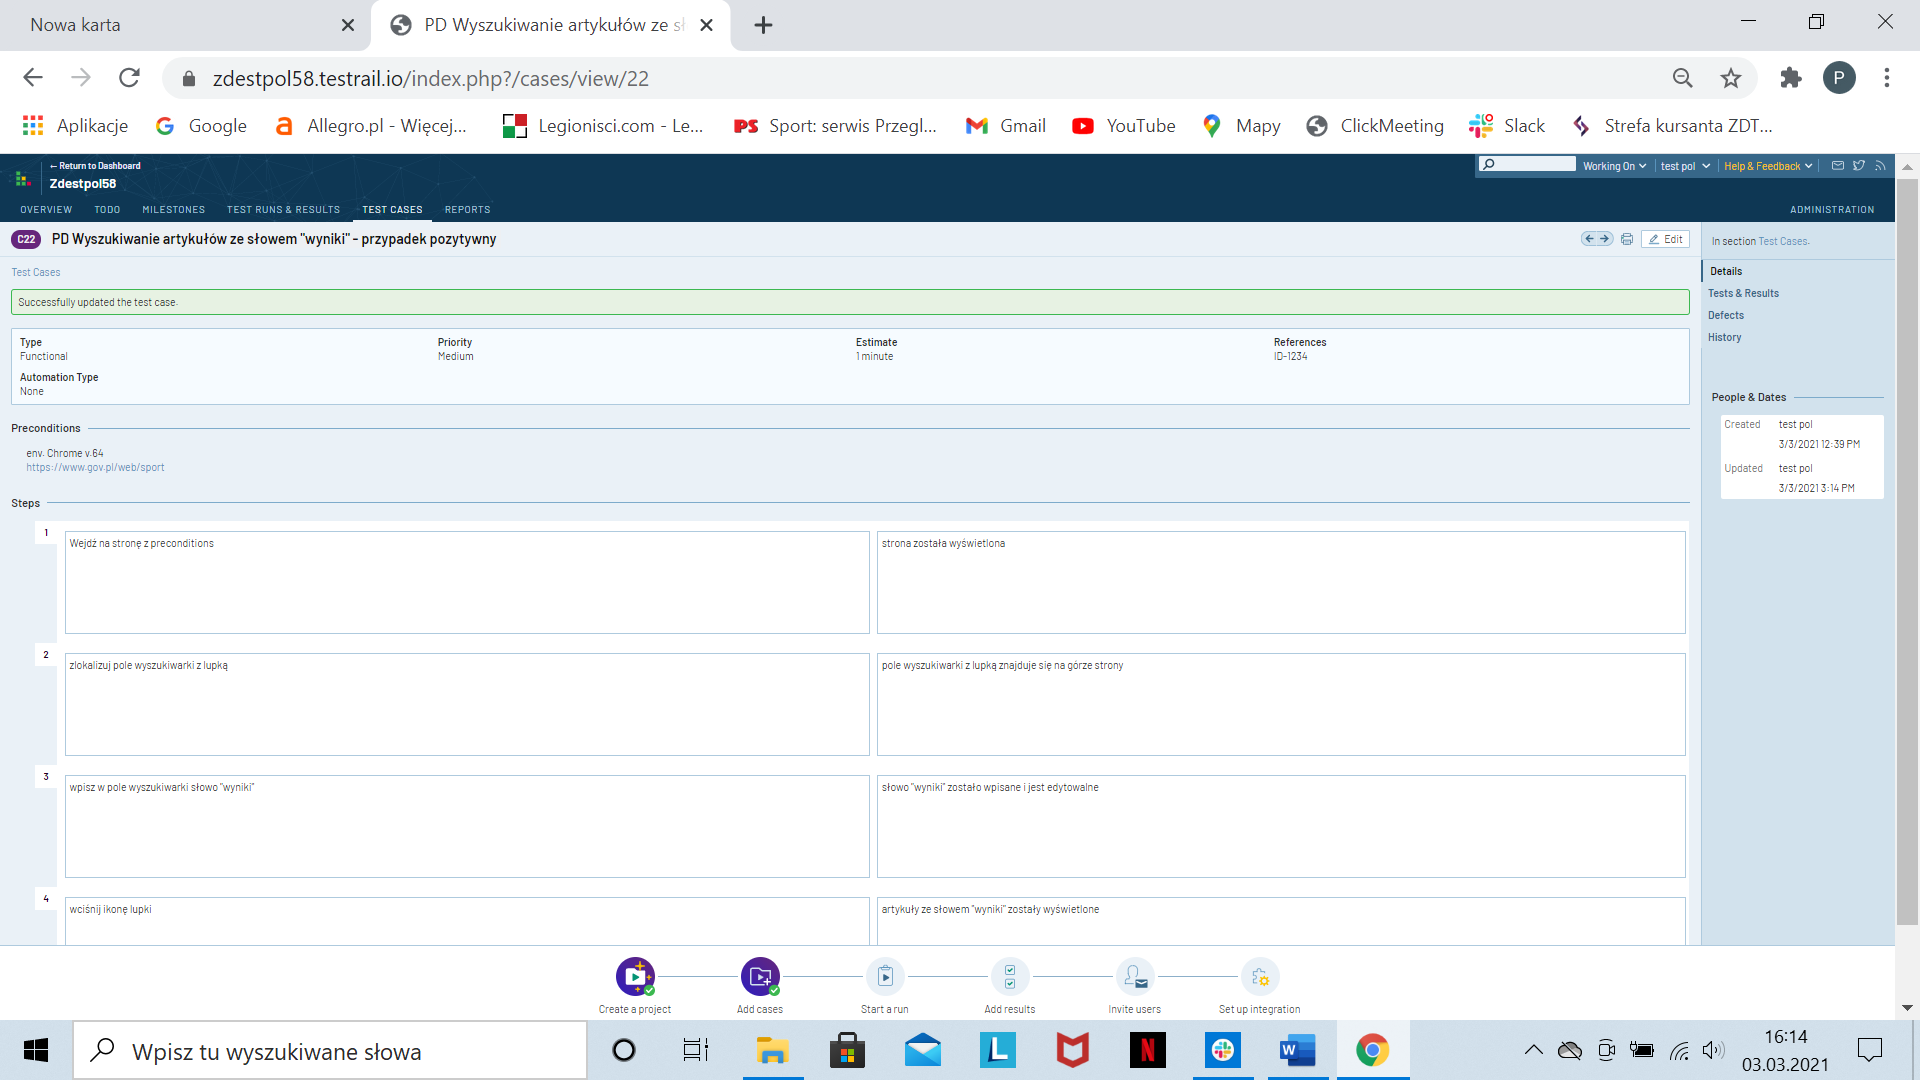 Nowa karta
PD Wyszukiwanie artykułów ze sł
zdestpol58.testrail.io/index.php?/cases/view/22
P
Aplikacje
Google
Allegro.pl - Więcej...
Legionisci.com - Le...
PS Sport: serwis Przegl...
Gmail
YouTube
Mapy
ClickMeeting
Slack
Strefa kursanta ZDT...
← Return to Dashboard
Zdestpol58
Working On
test pol
Help & Feedback
OVERVIEW
TODO
MILESTONES
TEST RUNS & RESULTS
TEST CASES
REPORTS
ADMINISTRATION
C22
PD Wyszukiwanie artykułów ze słowem "wyniki" - przypadek pozytywny
Edit
In section Test Cases.
Test Cases
Details
Tests & Results
Defects
History
Successfully updated the test case.
Type
Functional
Priority
Medium
Estimate
1 minute
References
ID-1234
Automation Type
None
People & Dates
Created test pol
3/3/2021 12:39 PM
Updated test pol
3/3/2021 3:14 PM
Preconditions
env. Chrome v.64
https://www.gov.pl/web/sport
Steps
1
Wejdź na stronę z preconditions
strona została wyświetlona
2
zlokalizuj pole wyszukiwarki z lupką
pole wyszukiwarki z lupką znajduje się na górze strony
3
wpisz w pole wyszukiwarki słowo "wyniki"
słowo "wyniki" zostało wpisane i jest edytowalne
4
wciśnij ikonę lupki
artykuły ze słowem "wyniki" zostały wyświetlone
Create a project
Add cases
Start a run
Add results
Invite users
Set up integration
Wpisz tu wyszukiwane słowa
L
N
W
16:14
03.03.2021